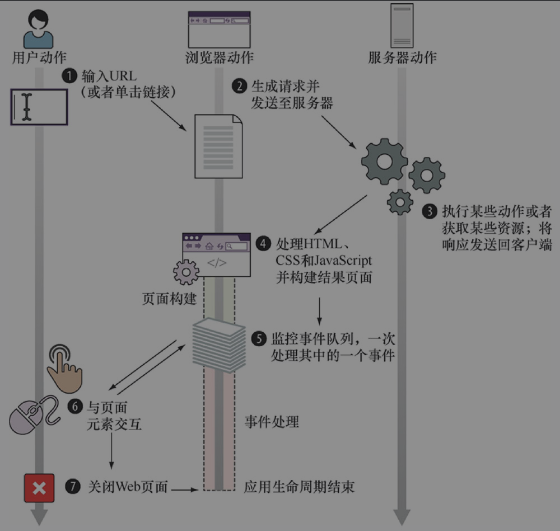 用户动作
浏览器动作
服务器动作
1 输入URL
（或者单击链接）
2 生成请求并
发送至服务器
3 执行某些动作或者
获取某些资源；将
响应发送回客户端
4 处理HTML、
CSS和JavaScript
并构建结果页面
</>
页面构建
5 监控事件队列，一次
处理其中的一个事件
6 与页面
元素交互
事件处理
7 关闭Web页面
应用生命周期结束